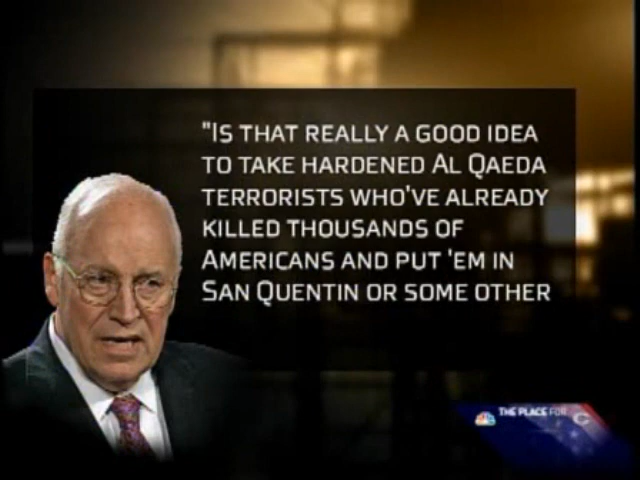 "IS THAT REALLY A GOOD IDEA
TO TAKE HARDENED AL QAEDA
TERRORISTS WHO'VE ALREADY
KILLED THOUSANDS OF
AMERICANS AND PUT 'EM IN
SAN QUENTIN OR SOME OTHER
THE PLACE FOR C